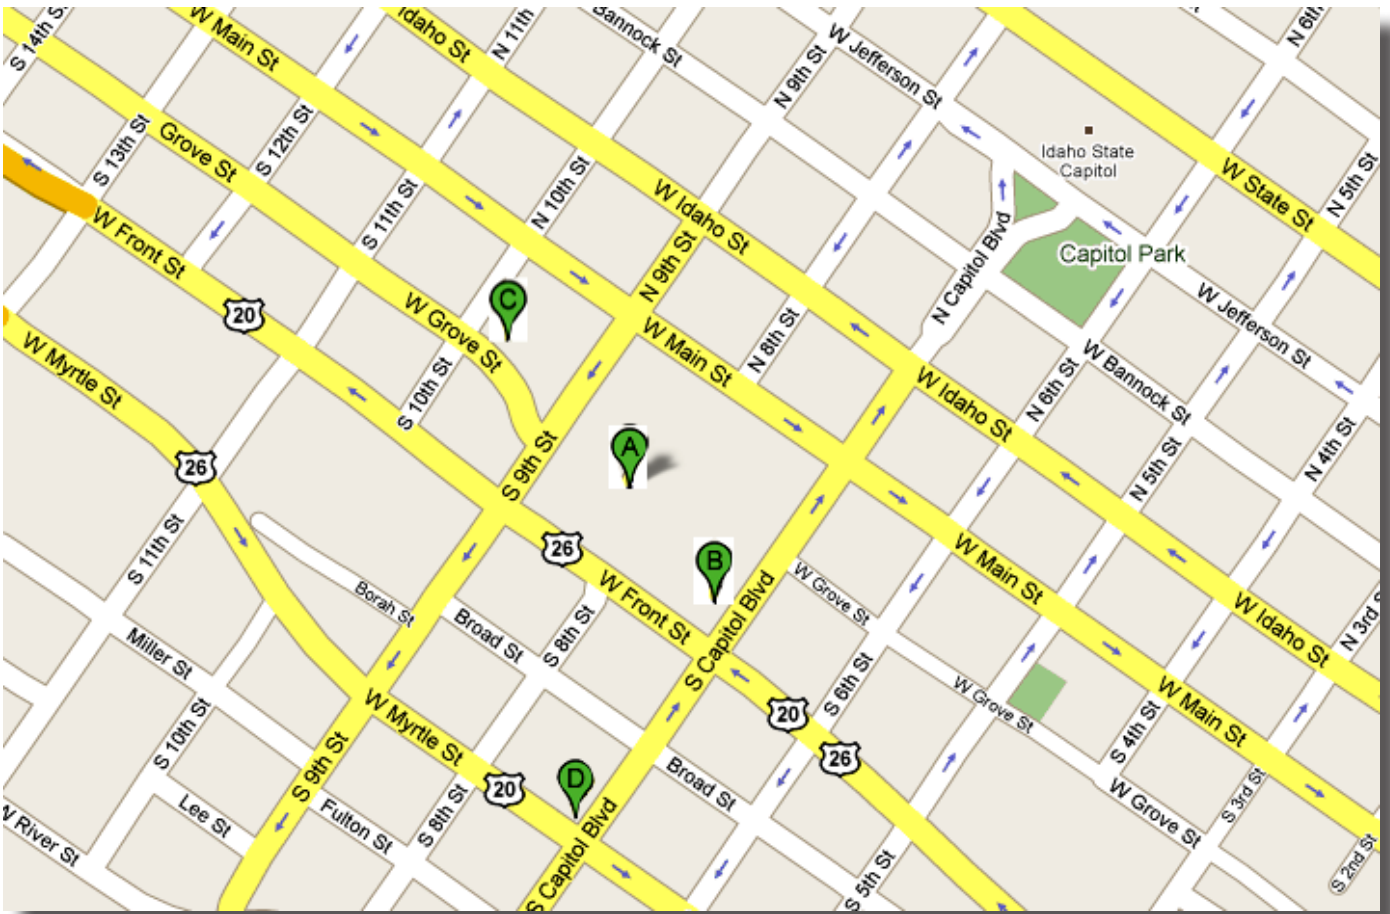 S 14th St
W Main St
Idaho St
N 11th
Bannock St
W Jefferson St
N 6th
N 9th St
S 13th St
Grove St
S 12th St
Idaho State
Capitol
W State St
N 5th St
W Front St
S 11th St
N 10th St
W Idaho St
N Capitol Blvd
Capitol Park
N 9th St
20
C
W Grove St
W Main St
N 8th St
W Jefferson St
W Bannock St
W Myrtle St
S 10th St
N 6th St
W Idaho St
N 5th St
N 4th St
26
S 9th St
A
S 11th St
26
B
W Front St
S Capitol Blvd
W Grove St
W Main St
W Idaho St
N 3rd S
Borah St
Broad St
S 8th St
Miller St
S 6th St
W Grove St
W Main St
S 4th St
S 10th St
W Myrtle St
20
26
S 9th St
20
D
Broad St
W River St
Lee St
Fulton St
S 8th St
S Capitol Blvd
S 5th St
W Grove St
S 3rd St
S 2nd St